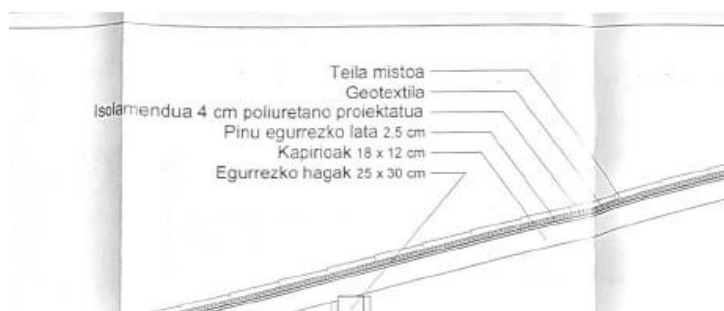 Teila mistoa
Geotextila
Isolamendua 4 cm poliuretano proiektatua
Pinu egurrezko lata 2.5 cm
Kapirioak 18 x 12 cm
Egurrezko hagak 25 x 30 cm